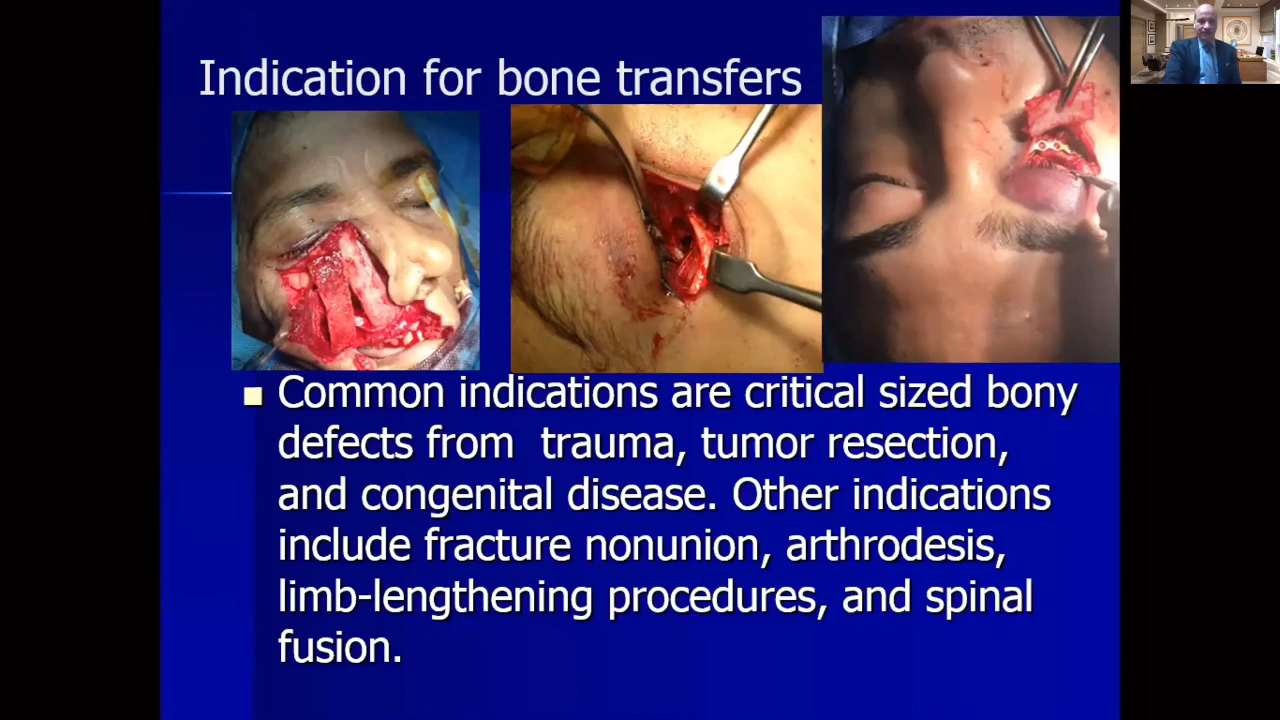 Indication for bone transfers
Common indications are critical sized bony
defects from trauma, tumor resection,
and congenital disease. Other indications
include fracture nonunion, arthrodesis,
limb-lengthening procedures, and spinal
fusion.